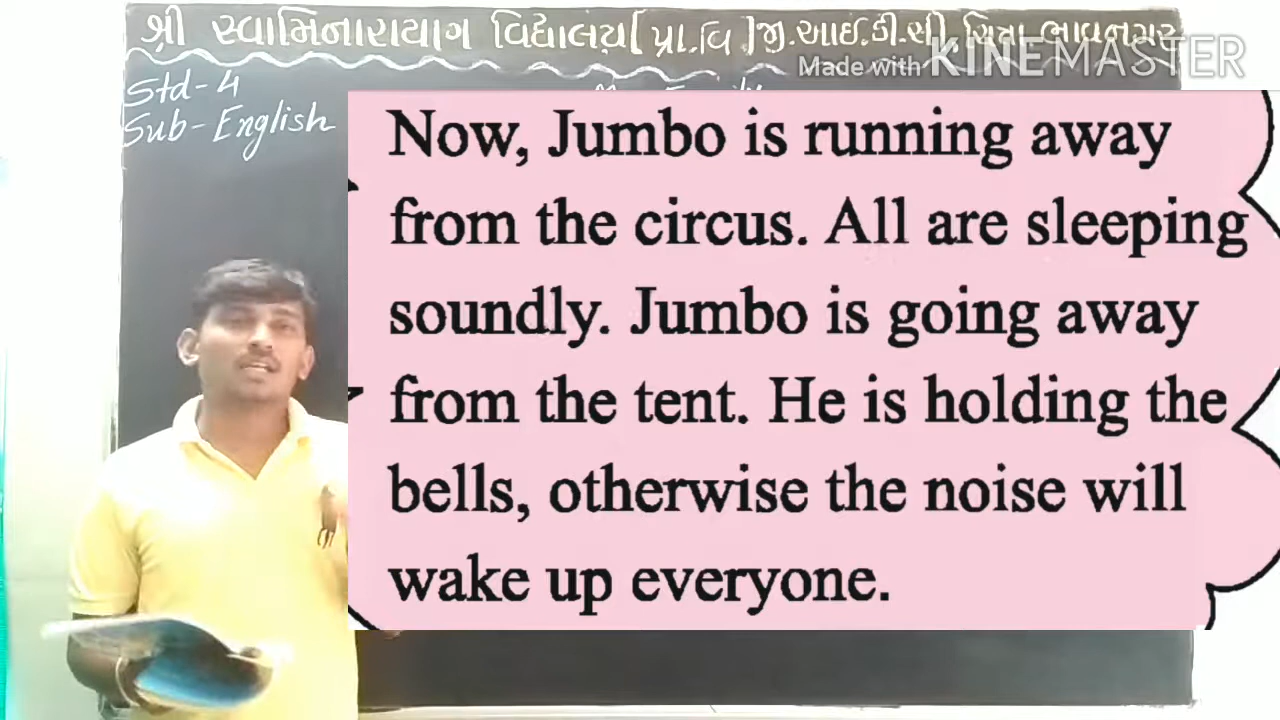 શ્રી સ્વામિનારાયાગ વિદ્યાલય [ પ્રા.વિ ] જી.આઈ.ડી.સી. ચિત્રા ભાવનગર
Made with KINEMASTER
Std-4
Sub-English
Now, Jumbo is running away
from the circus. All are sleeping
soundly. Jumbo is going away
from the tent. He is holding the
bells, otherwise the noise will
wake up everyone.